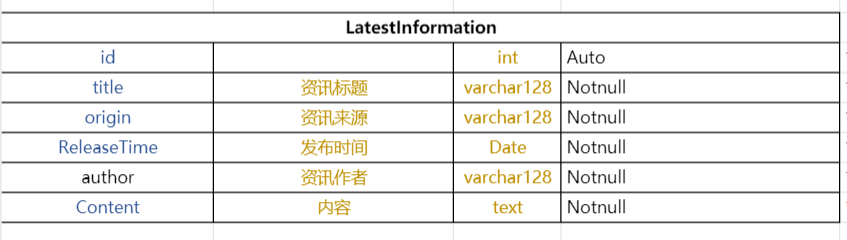 LatestInformation
id int Auto
title 资讯标题 varchar128 Notnull
origin 资讯来源 varchar128 Notnull
ReleaseTime 发布时间 Date Notnull
author 资讯作者 varchar128 Notnull
Content 内容 text Notnull